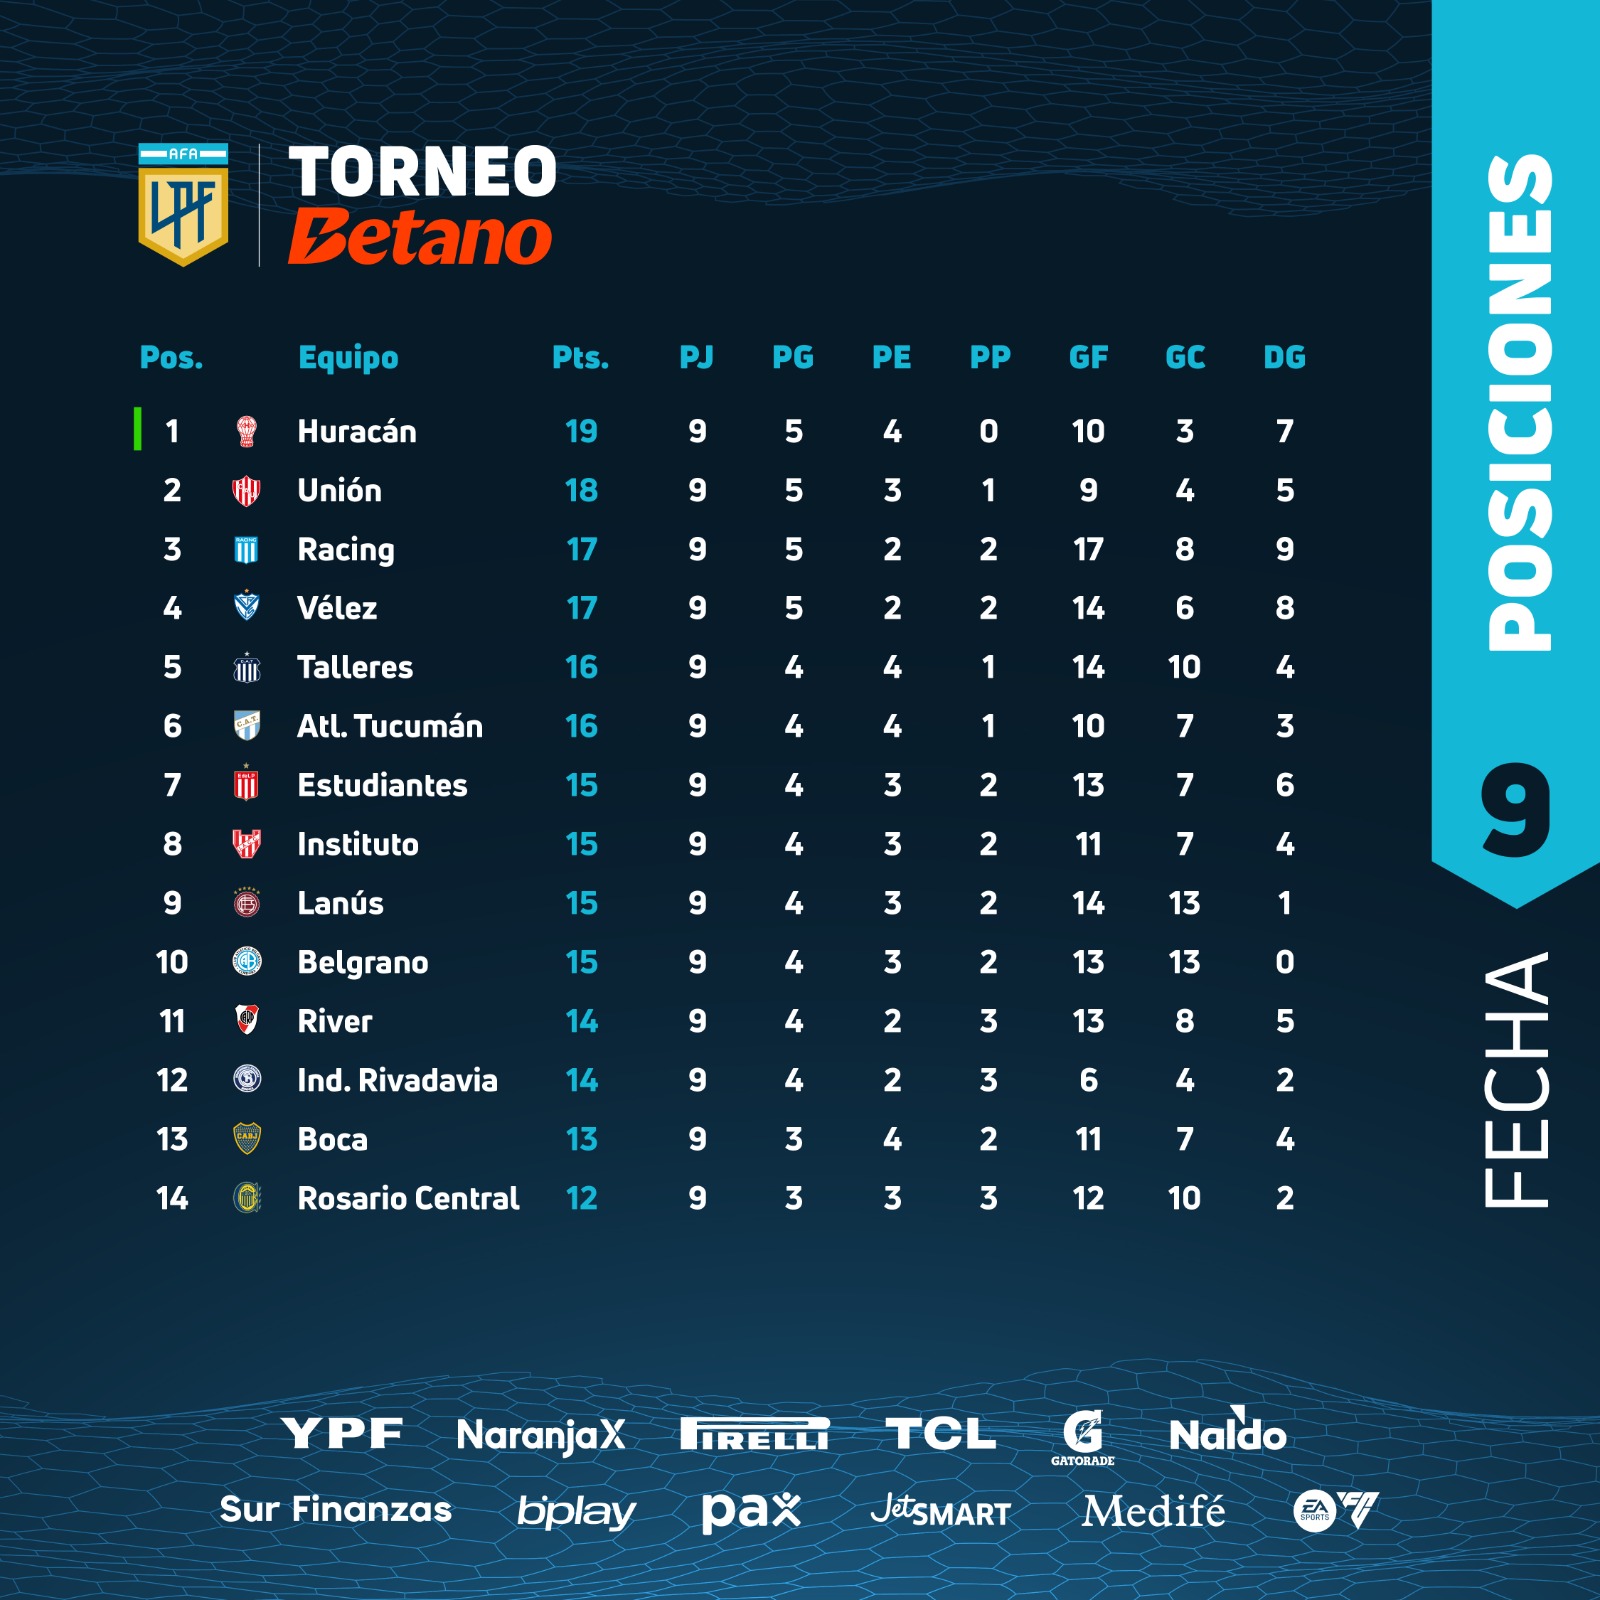 AFA
LPF
TORNEO
Betano
Pos. Equipo Pts. PJ PG PE PP GF GC DG
1 Huracán 19 9 5 4 0 10 3 7
2 Unión 18 9 5 3 1 9 4 5
3 Racing 17 9 5 2 2 17 8 9
4 Vélez 17 9 5 2 2 14 6 8
5 Talleres 16 9 4 4 1 14 10 4
6 Atl. Tucumán 16 9 4 4 1 10 7 3
7 Estudiantes 15 9 4 3 2 13 7 6
8 Instituto 15 9 4 3 2 11 7 4
9 Lanús 15 9 4 3 2 14 13 1
10 Belgrano 15 9 4 3 2 13 13 0
11 River 14 9 4 2 3 13 8 5
12 Ind. Rivadavia 14 9 4 2 3 6 4 2
13 Boca 13 9 3 4 2 11 7 4
14 Rosario Central 12 9 3 3 3 12 10 2
POSICIONES
9
FECHA
YPF NaranjaX PIRELLI TCL G GATORADE Naldo
Sur Finanzas bplay pax JetSMART Medifé EA SPORTS FC